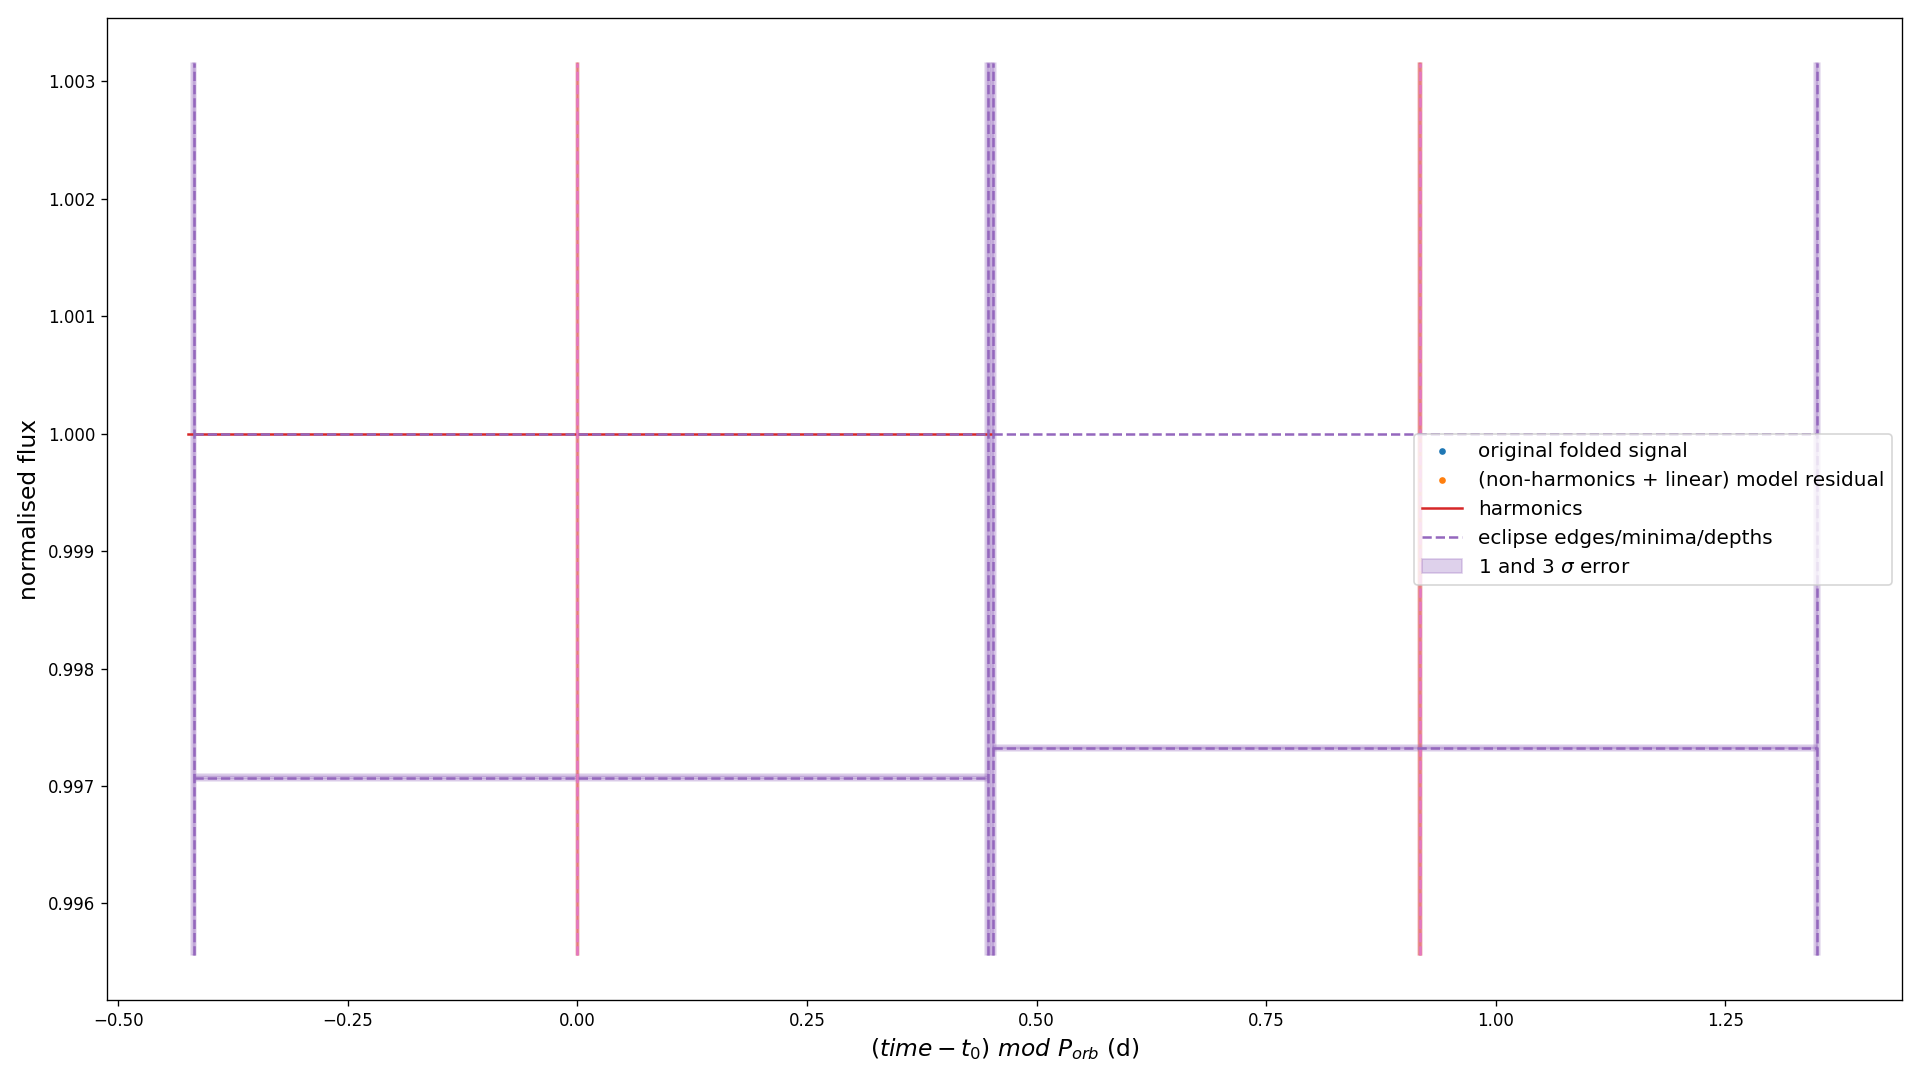 1.003
1.002
1.001
1.000
0.999
0.998
0.997
0.996
normalised flux
original folded signal
(non-harmonics + linear) model residual
harmonics
eclipse edges/minima/depths
1 and 3 σ error
−0.50
−0.25
0.00
0.25
0.50
0.75
1.00
1.25
(time − t₀) mod Pₒᵣb (d)